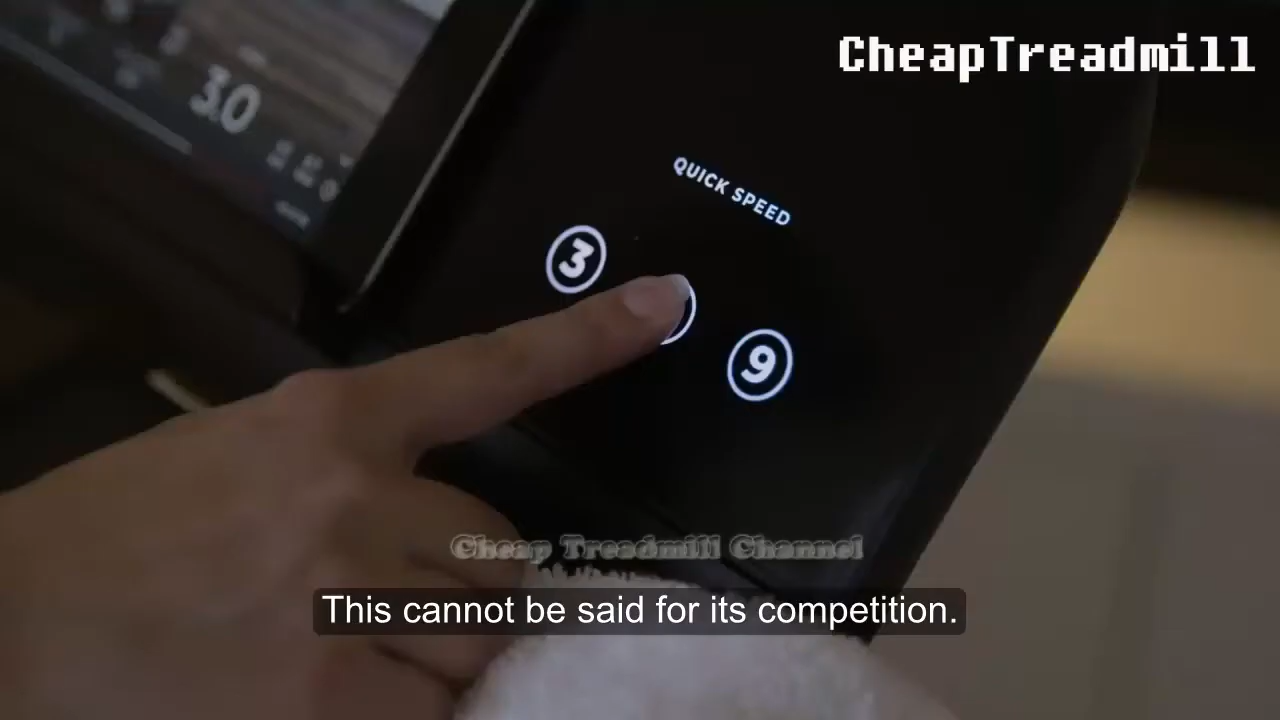 CheapTreadmill
3.0
QUICK SPEED
3
9
Cheap Treadmill Channel
This cannot be said for its competition.